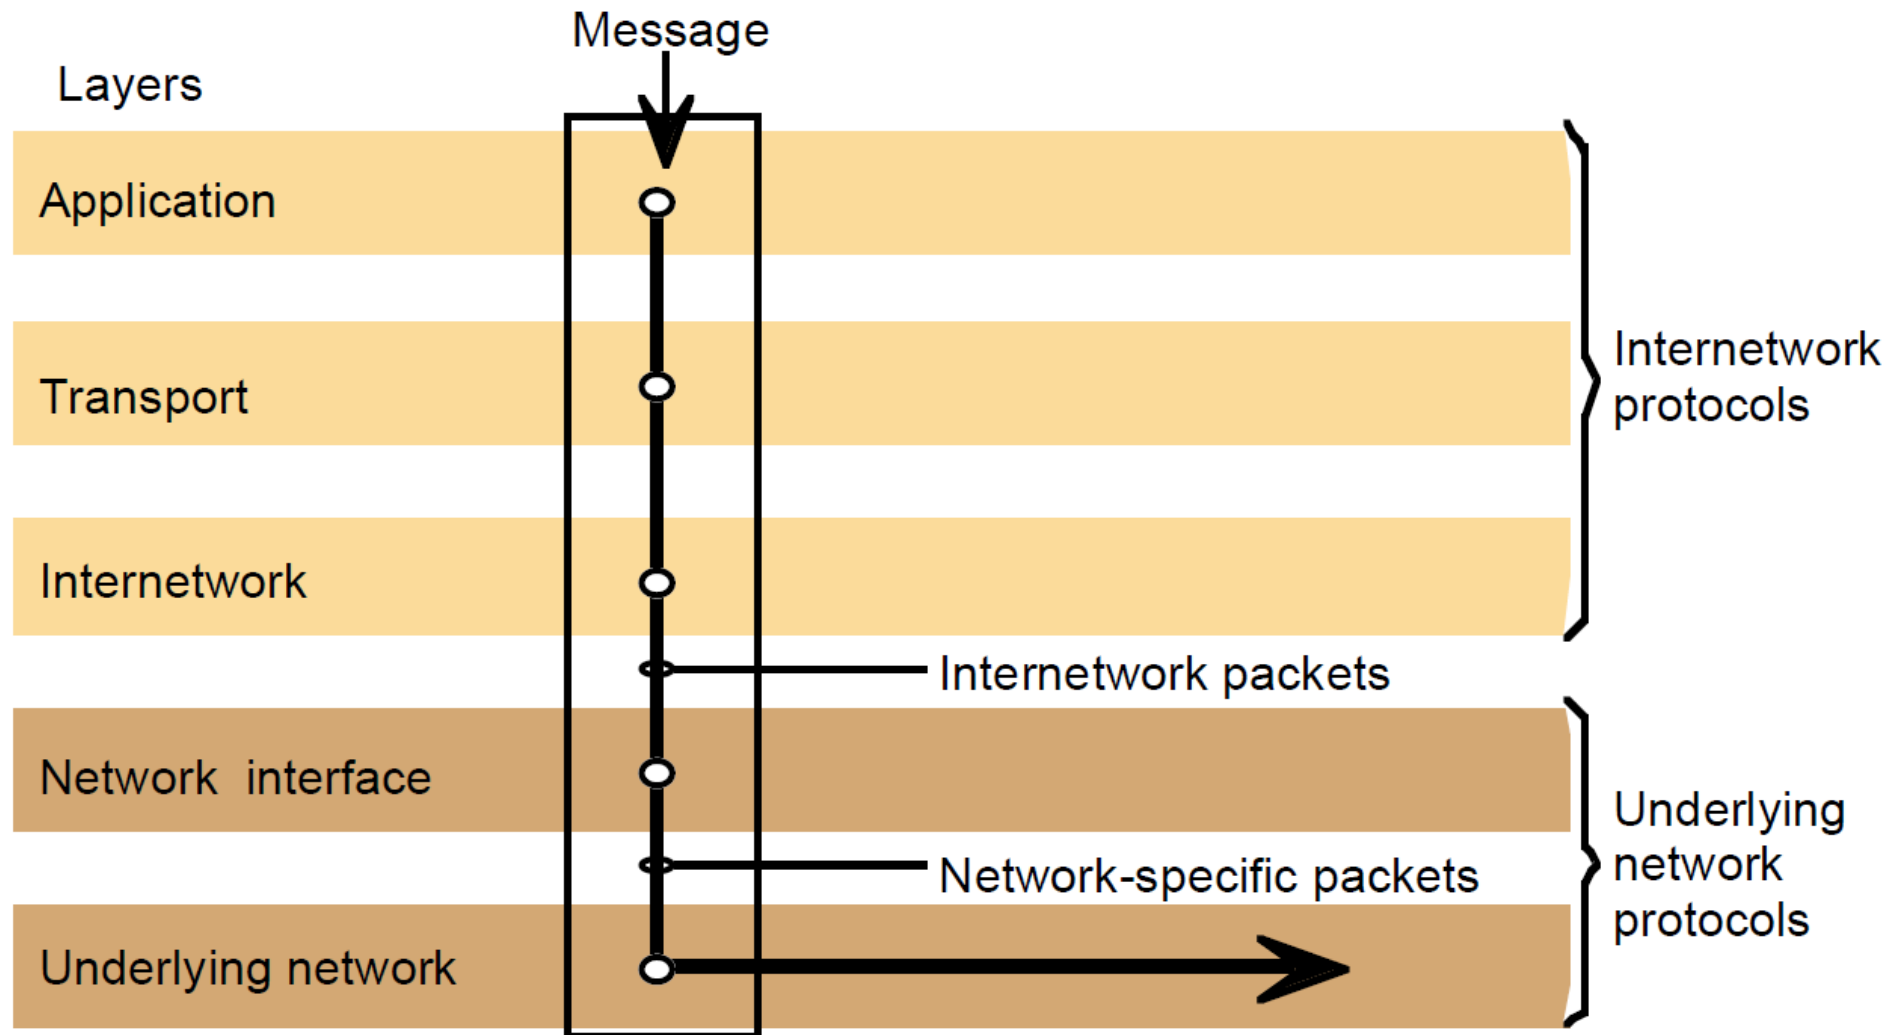 Message
Layers
Application
Transport
Internetwork
protocols
Internetwork
Internetwork packets
Network interface
Underlying
network
protocols
Network-specific packets
Underlying network